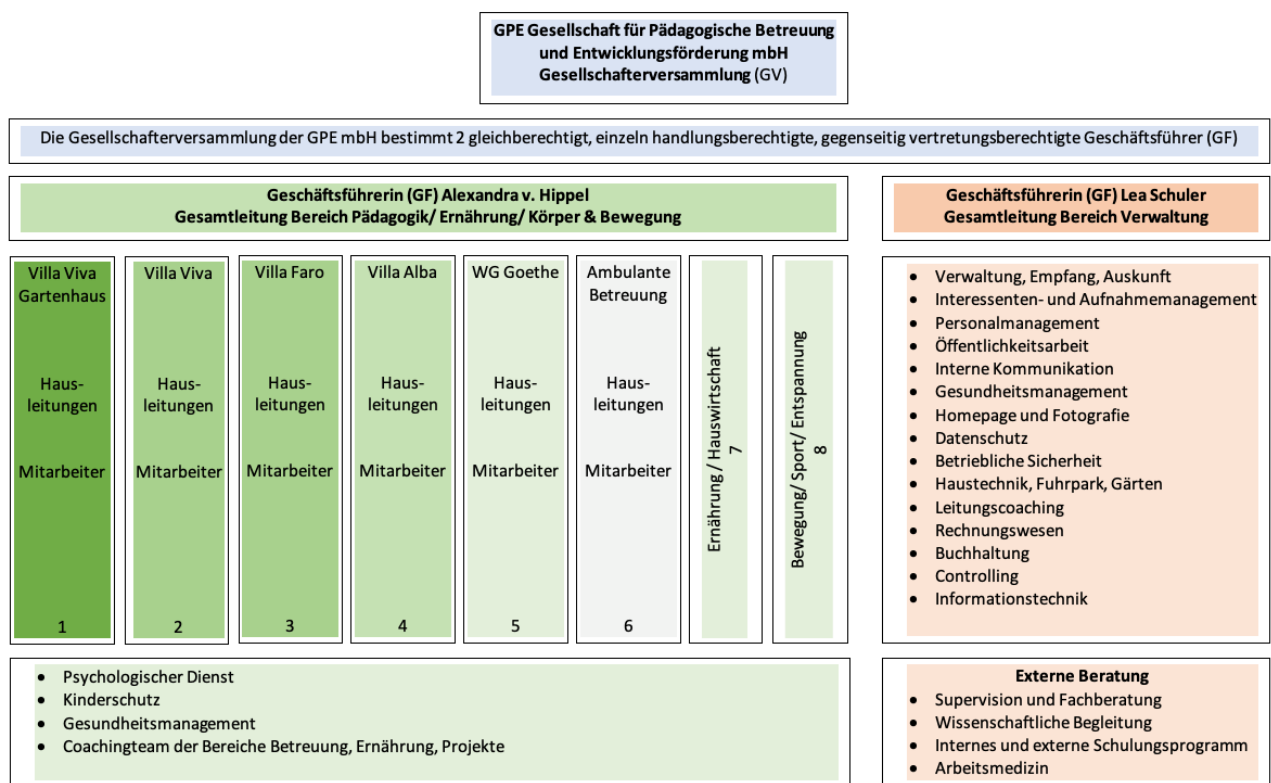 GPE Gesellschaft für Pädagogische Betreuung
und Entwicklungsförderung mbH
Gesellschafterversammlung (GV)
Die Gesellschafterversammlung der GPE mbH bestimmt 2 gleichberechtigt, einzeln handlungsberechtigte, gegenseitig vertretungsberechtigte Geschäftsführer (GF)
Geschäftsführerin (GF) Alexandra v. Hippel
Gesamtleitung Bereich Pädagogik/ Ernährung/ Körper & Bewegung
Villa Viva
Gartenhaus
Haus-
leitungen
Mitarbeiter
1
Villa Viva
Haus-
leitungen
Mitarbeiter
2
Villa Faro
Haus-
leitungen
Mitarbeiter
3
Villa Alba
Haus-
leitungen
Mitarbeiter
4
WG Goethe
Haus-
leitungen
Mitarbeiter
5
Ambulante
Betreuung
Haus-
leitungen
Mitarbeiter
6
Ernährung / Hauswirtschaft
7
Bewegung/ Sport/ Entspannung
8
• Psychologischer Dienst
• Kinderschutz
• Gesundheitsmanagement
• Coachingteam der Bereiche Betreuung, Ernährung, Projekte
Geschäftsführerin (GF) Lea Schuler
Gesamtleitung Bereich Verwaltung
• Verwaltung, Empfang, Auskunft
• Interessenten- und Aufnahmemanagement
• Personalmanagement
• Öffentlichkeitsarbeit
• Interne Kommunikation
• Gesundheitsmanagement
• Homepage und Fotografie
• Datenschutz
• Betriebliche Sicherheit
• Haustechnik, Fuhrpark, Gärten
• Leitungscoaching
• Rechnungswesen
• Buchhaltung
• Controlling
• Informationstechnik
Externe Beratung
• Supervision und Fachberatung
• Wissenschaftliche Begleitung
• Internes und externe Schulungsprogramm
• Arbeitsmedizin